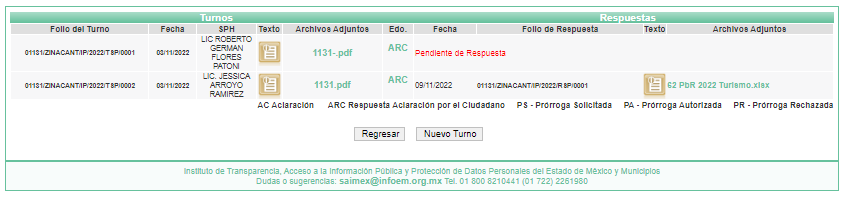 Turnos Respuestas
Folio del Turno Fecha SPH Texto Archivos Adjuntos Edo. Fecha Folio de Respuesta Texto Archivos Adjuntos
01131/ZINACANT/IP/2022/TSP/0001 03/11/2022 LIC ROBERTO GERMAN FLORES PATONI 1131-.pdf ARC Pendiente de Respuesta
01131/ZINACANT/IP/2022/TSP/0002 03/11/2022 LIC. JESSICA ARROYO RAMIREZ 1131.pdf ARC 09/11/2022 01131/ZINACANT/IP/2022/RSP/0001 62 PbR 2022 Turismo.xlsx
AC Aclaración ARC Respuesta Aclaración por el Ciudadano PS - Prórroga Solicitada PA - Prórroga Autorizada PR - Prórroga Rechazada
Regresar Nuevo Turno
Instituto de Transparencia, Acceso a la Información Pública y Protección de Datos Personales del Estado de México y Municipios
Dudas o sugerencias: saimex@infoem.org.mx Tel. 01 800 8210441 (01 722) 2261980